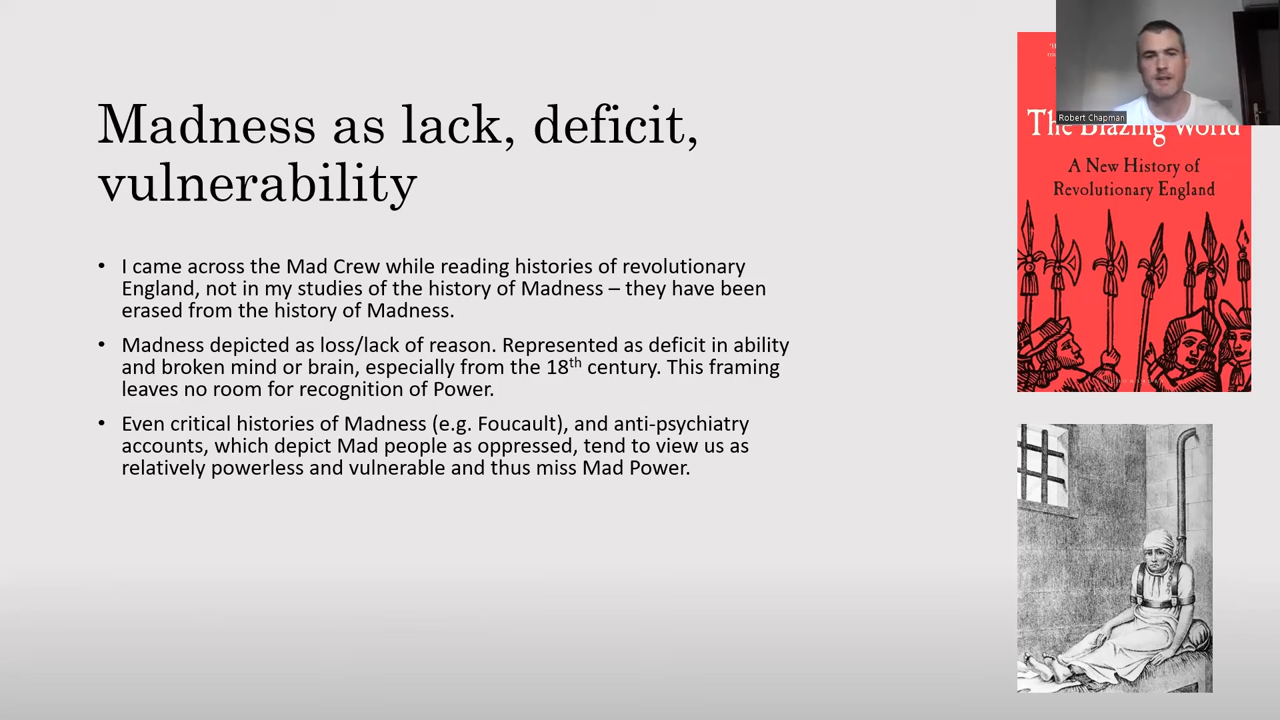 Madness as lack, deficit,
vulnerability
• I came across the Mad Crew while reading histories of revolutionary
England, not in my studies of the history of Madness – they have been
erased from the history of Madness.
• Madness depicted as loss/lack of reason. Represented as deficit in ability
and broken mind or brain, especially from the 18th century. This framing
leaves no room for recognition of Power.
• Even critical histories of Madness (e.g. Foucault), and anti-psychiatry
accounts, which depict Mad people as oppressed, tend to view us as
relatively powerless and vulnerable and thus miss Mad Power.
Robert Chapman
The Blazing World
A New History of
Revolutionary England